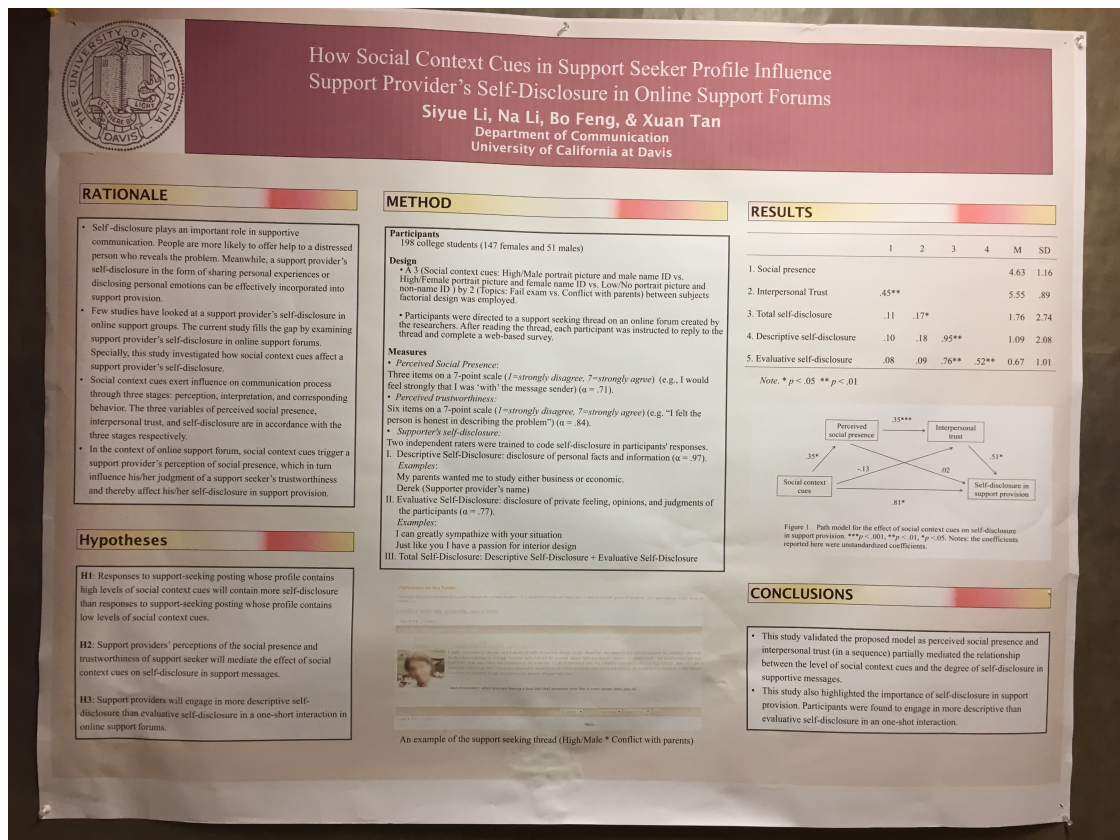 THE UNIVERSITY OF CALIFORNIA
LET THERE BE LIGHT
DAVIS
How Social Context Cues in Support Seeker Profile Influence
Support Provider's Self-Disclosure in Online Support Forums
Siyue Li, Na Li, Bo Feng, & Xuan Tan
Department of Communication
University of California at Davis
RATIONALE
• Self -disclosure plays an important role in supportive
communication. People are more likely to offer help to a distressed
person who reveals the problem. Meanwhile, a support provider's
self-disclosure in the form of sharing personal experiences or
disclosing personal emotions can be effectively incorporated into
support provision.
• Few studies have looked at a support provider's self-disclosure in
online support groups. The current study fills the gap by examining
support provider's self-disclosure in online support forums.
Specially, this study investigated how social context cues affect a
support provider's self-disclosure.
• Social context cues exert influence on communication process
through three stages: perception, interpretation, and corresponding
behavior. The three variables of perceived social presence,
interpersonal trust, and self-disclosure are in accordance with the
three stages respectively.
• In the context of online support forum, social context cues trigger a
support provider's perception of social presence, which in turn
influence his/her judgment of a support seeker's trustworthiness
and thereby affect his/her self-disclosure in support provision.
Hypotheses
H1: Responses to support-seeking posting whose profile contains
high levels of social context cues will contain more self-disclosure
than responses to support-seeking posting whose profile contains
low levels of social context cues.
H2: Support providers' perceptions of the social presence and
trustworthiness of support seeker will mediate the effect of social
context cues on self-disclosure in support messages.
H3: Support providers will engage in more descriptive self-
disclosure than evaluative self-disclosure in a one-short interaction in
online support forums.
METHOD
Participants
198 college students (147 females and 51 males)
Design
• A 3 (Social context cues: High/Male portrait picture and male name ID vs.
High/Female portrait picture and female name ID vs. Low/No portrait picture and
non-name ID ) by 2 (Topics: Fail exam vs. Conflict with parents) between subjects
factorial design was employed.
• Participants were directed to a support seeking thread on an online forum created by
the researchers. After reading the thread, each participant was instructed to reply to the
thread and complete a web-based survey.
Measures
• Perceived Social Presence:
Three items on a 7-point scale (1=strongly disagree, 7=strongly agree) (e.g., I would
feel strongly that I was 'with' the message sender) (α = .71).
• Perceived trustworthiness:
Six items on a 7-point scale (1=strongly disagree, 7=strongly agree) (e.g. "I felt the
person is honest in describing the problem") (α = .84).
• Supporter's self-disclosure:
Two independent raters were trained to code self-disclosure in participants' responses.
I. Descriptive Self-Disclosure: disclosure of personal facts and information (α = .97).
Examples:
My parents wanted me to study either business or economic.
Derek (Supporter provider's name)
II. Evaluative Self-Disclosure: disclosure of private feeling, opinions, and judgments of
the participants (α = .77).
Examples:
I can greatly sympathize with your situation
Just like you I have a passion for interior design
III. Total Self-Disclosure: Descriptive Self-Disclosure + Evaluative Self-Disclosure
An example of the support seeking thread (High/Male * Conflict with parents)
RESULTS
1 2 3 4 M SD
1. Social presence 4.63 1.16
2. Interpersonal Trust .45** 5.55 .89
3. Total self-disclosure .11 .17* 1.76 2.74
4. Descriptive self-disclosure .10 .18 .95** 1.09 2.08
5. Evaluative self-disclosure .08 .09 .76** .52** 0.67 1.01
Note. * p < .05 ** p < .01
.35***
Perceived
social presence
Interpersonal
trust
.35*
-.13
.02
.51*
Social context
cues
Self-disclosure in
support provision
.81*
Figure 1 Path model for the effect of social context cues on self-disclosure
in support provision. ***p < .001, **p < .01, *p <.05. Notes: the coefficients
reported here were unstandardized coefficients.
CONCLUSIONS
• This study validated the proposed model as perceived social presence and
interpersonal trust (in a sequence) partially mediated the relationship
between the level of social context cues and the degree of self-disclosure in
supportive messages.
• This study also highlighted the importance of self-disclosure in support
provision. Participants were found to engage in more descriptive than
evaluative self-disclosure in an one-shot interaction.